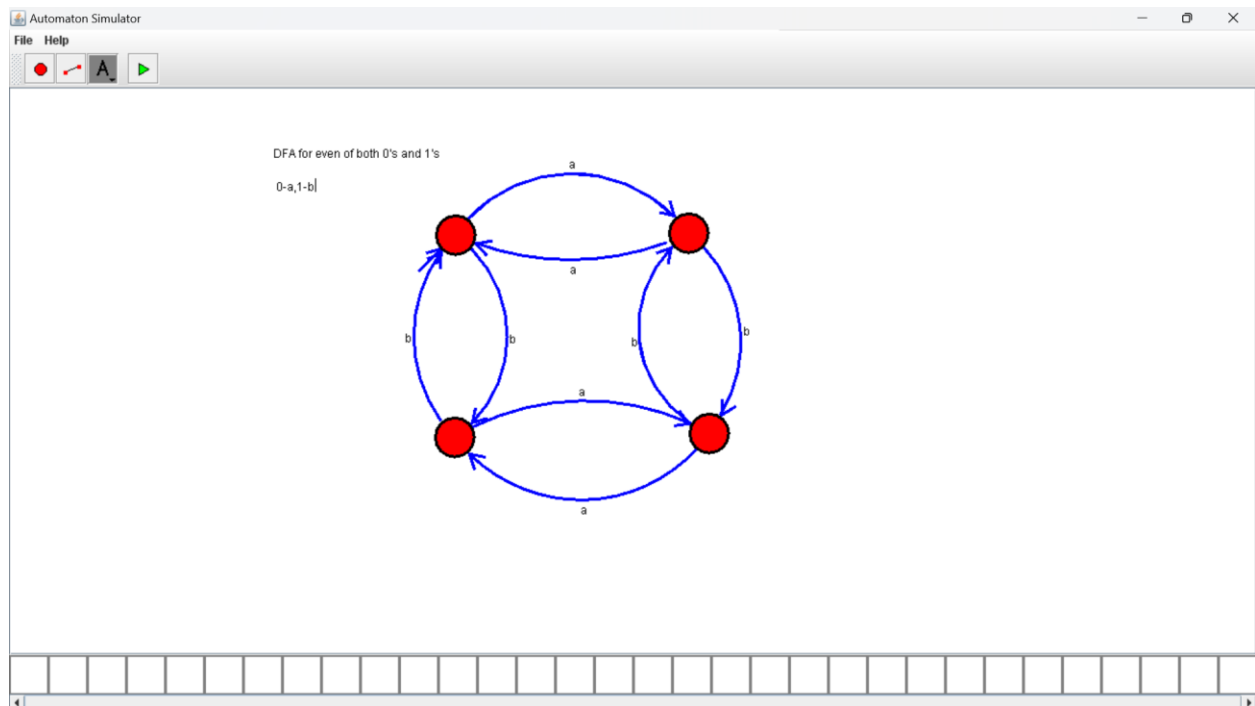 Automaton Simulator
File Help
A
DFA for even of both 0's and 1's
0-a,1-b
a
a
b
b
b
b
a
a